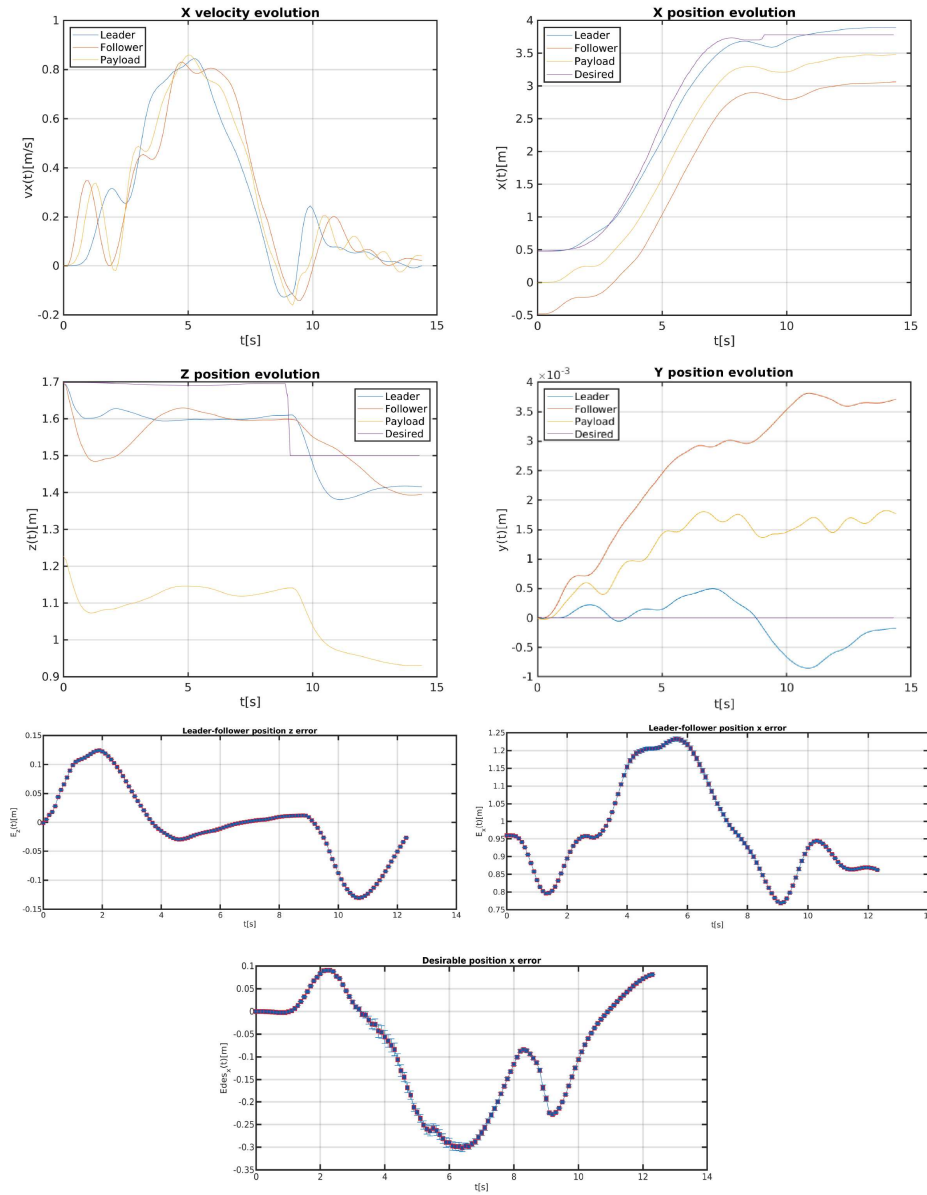 X velocity evolution
1
0.8
0.6
0.4
0.2
0
-0.2
vx(t)[m/s]
Leader
Follower
Payload
0 5 10 15
t[s]
X position evolution
4
3.5
3
2.5
2
1.5
1
0.5
0
-0.5
x(t)[m]
Leader
Follower
Payload
Desired
0 5 10 15
t[s]
Z position evolution
1.7
1.6
1.5
1.4
1.3
1.2
1.1
1
0.9
z(t)[m]
Leader
Follower
Payload
Desired
0 5 10 15
t[s]
Y position evolution
×10⁻³
4
3.5
3
2.5
2
1.5
1
0.5
0
-0.5
-1
y(t)[m]
Leader
Follower
Payload
Desired
0 5 10 15
t[s]
Leader-follower position z error
0.15
0.1
0.05
0
-0.05
-0.1
-0.15
E_z(t)[m]
0 2 4 6 8 10 12 14
t[s]
Leader-follower position x error
1.25
1.2
1.15
1.1
1.05
1
0.95
0.9
0.85
0.8
0.75
E_x(t)[m]
0 2 4 6 8 10 12
t[s]
Desirable position x error
0.1
0.05
0
-0.05
-0.1
-0.15
-0.2
-0.25
-0.3
-0.35
Edes_x(t)[m]
0 2 4 6 8 10 12 14
t[s]